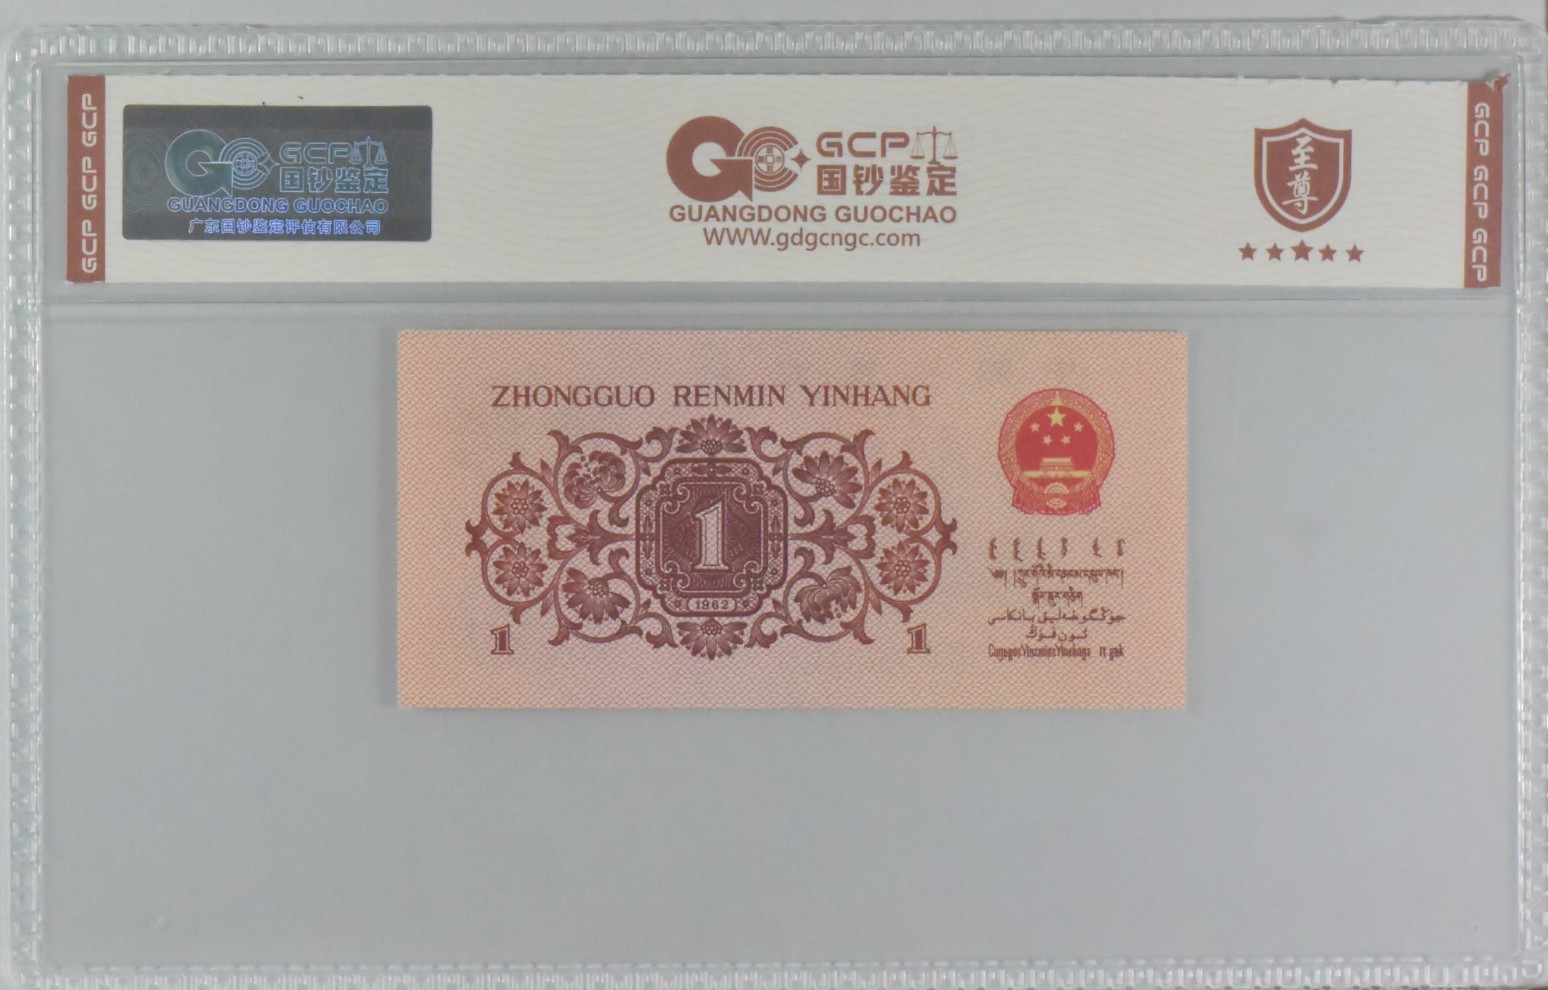 GCP GCP GCP
GCP 国钞鉴定
GUANGDONG GUOCHAO
广东国钞鉴定评估有限公司
GCP 国钞鉴定
GUANGDONG GUOCHAO
WWW.gdgcngc.com
至尊
GCP GCP GCP
ZHONGGUO RENMIN YINHANG
1
1962
1
1